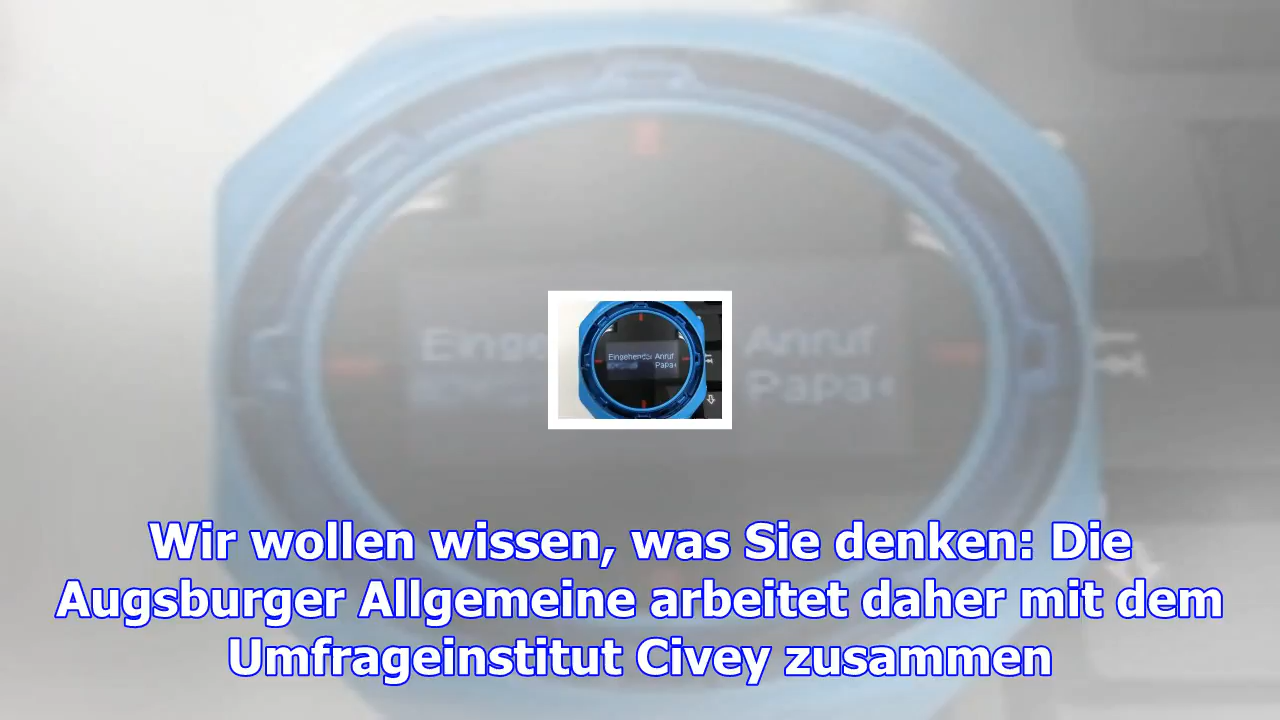 Eingehender Anruf
Papa
Wir wollen wissen, was Sie denken: Die
Augsburger Allgemeine arbeitet daher mit dem
Umfrageinstitut Civey zusammen